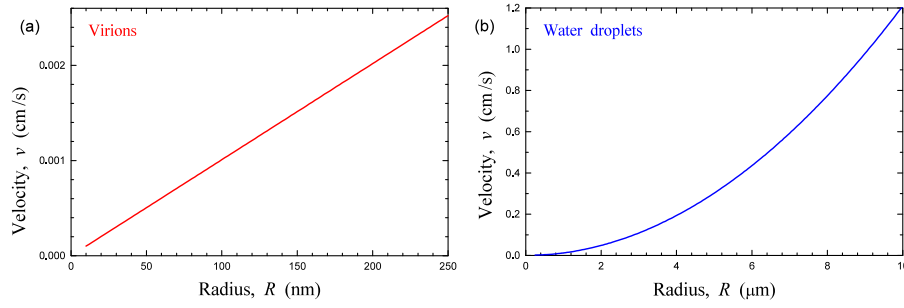 (a)
Virions
Velocity, v (cm/s)
0.002
0.001
0.000
0 50 100 150 200 250
Radius, R (nm)
(b)
Water droplets
Velocity, v (cm/s)
1.2
1.0
0.8
0.6
0.4
0.2
0.0
0 2 4 6 8 10
Radius, R (μm)